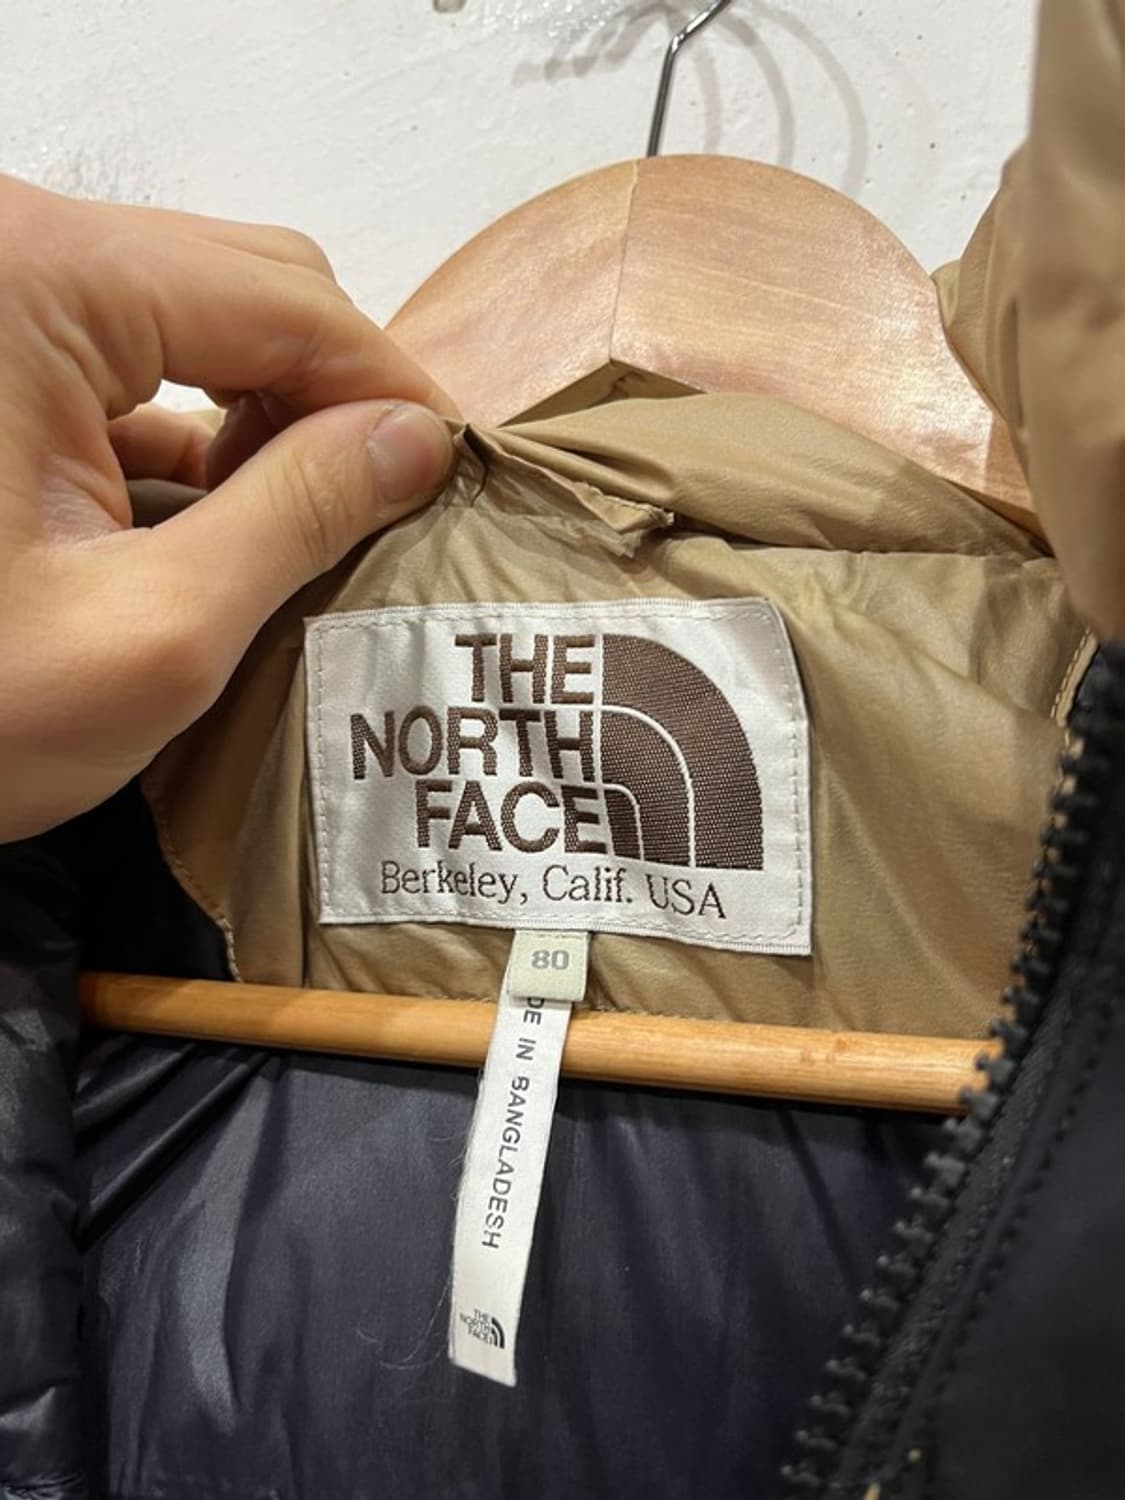 THE
NORTH
FACE
Berkeley, Calif. USA
80
DE IN BANGLADESH
THE
NORTH
FACE